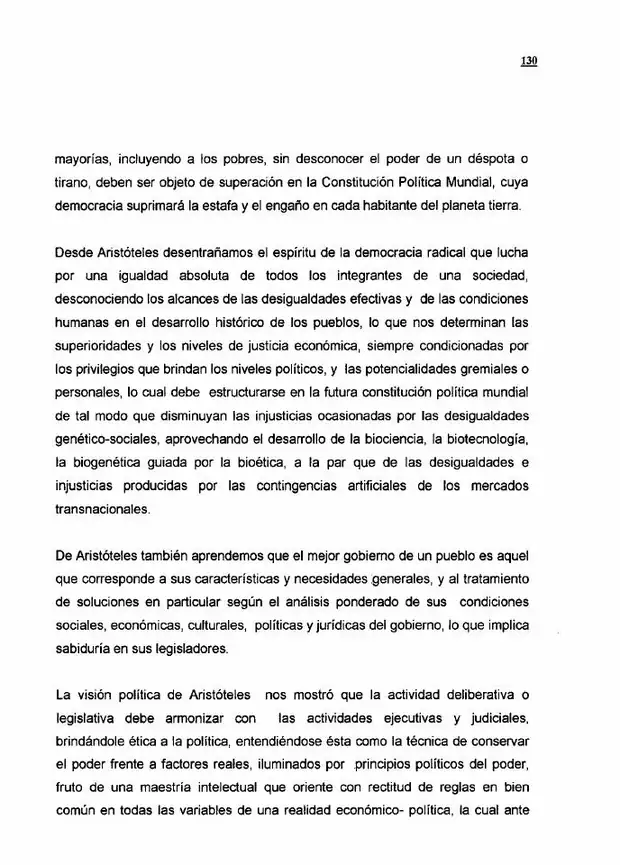 130
mayorías, incluyendo a los pobres, sin desconocer el poder de un déspota o
tirano, deben ser objeto de superación en la Constitución Política Mundial, cuya
democracia suprimará la estafa y el engaño en cada habitante del planeta tierra.
Desde Aristóteles desentrañamos el espíritu de la democracia radical que lucha
por una igualdad absoluta de todos los integrantes de una sociedad,
desconociendo los alcances de las desigualdades efectivas y de las condiciones
humanas en el desarrollo histórico de los pueblos, lo que nos determinan las
superioridades y los niveles de justicia económica, siempre condicionadas por
los privilegios que brindan los niveles políticos, y las potencialidades gremiales o
personales, lo cual debe estructurarse en la futura constitución política mundial
de tal modo que disminuyan las injusticias ocasionadas por las desigualdades
genético-sociales, aprovechando el desarrollo de la biociencia, la biotecnología,
la biogenética guiada por la bioética, a la par que de las desigualdades e
injusticias producidas por las contingencias artificiales de los mercados
transnacionales.
De Aristóteles también aprendemos que el mejor gobierno de un pueblo es aquel
que corresponde a sus características y necesidades generales, y al tratamiento
de soluciones en particular según el análisis ponderado de sus condiciones
sociales, económicas, culturales, políticas y jurídicas del gobierno, lo que implica
sabiduría en sus legisladores.
La visión política de Aristóteles nos mostró que la actividad deliberativa o
legislativa debe armonizar con las actividades ejecutivas y judiciales,
brindándole ética a la política, entendiéndose ésta como la técnica de conservar
el poder frente a factores reales, iluminados por principios políticos del poder,
fruto de una maestría intelectual que oriente con rectitud de reglas en bien
común en todas las variables de una realidad económico- política, la cual ante